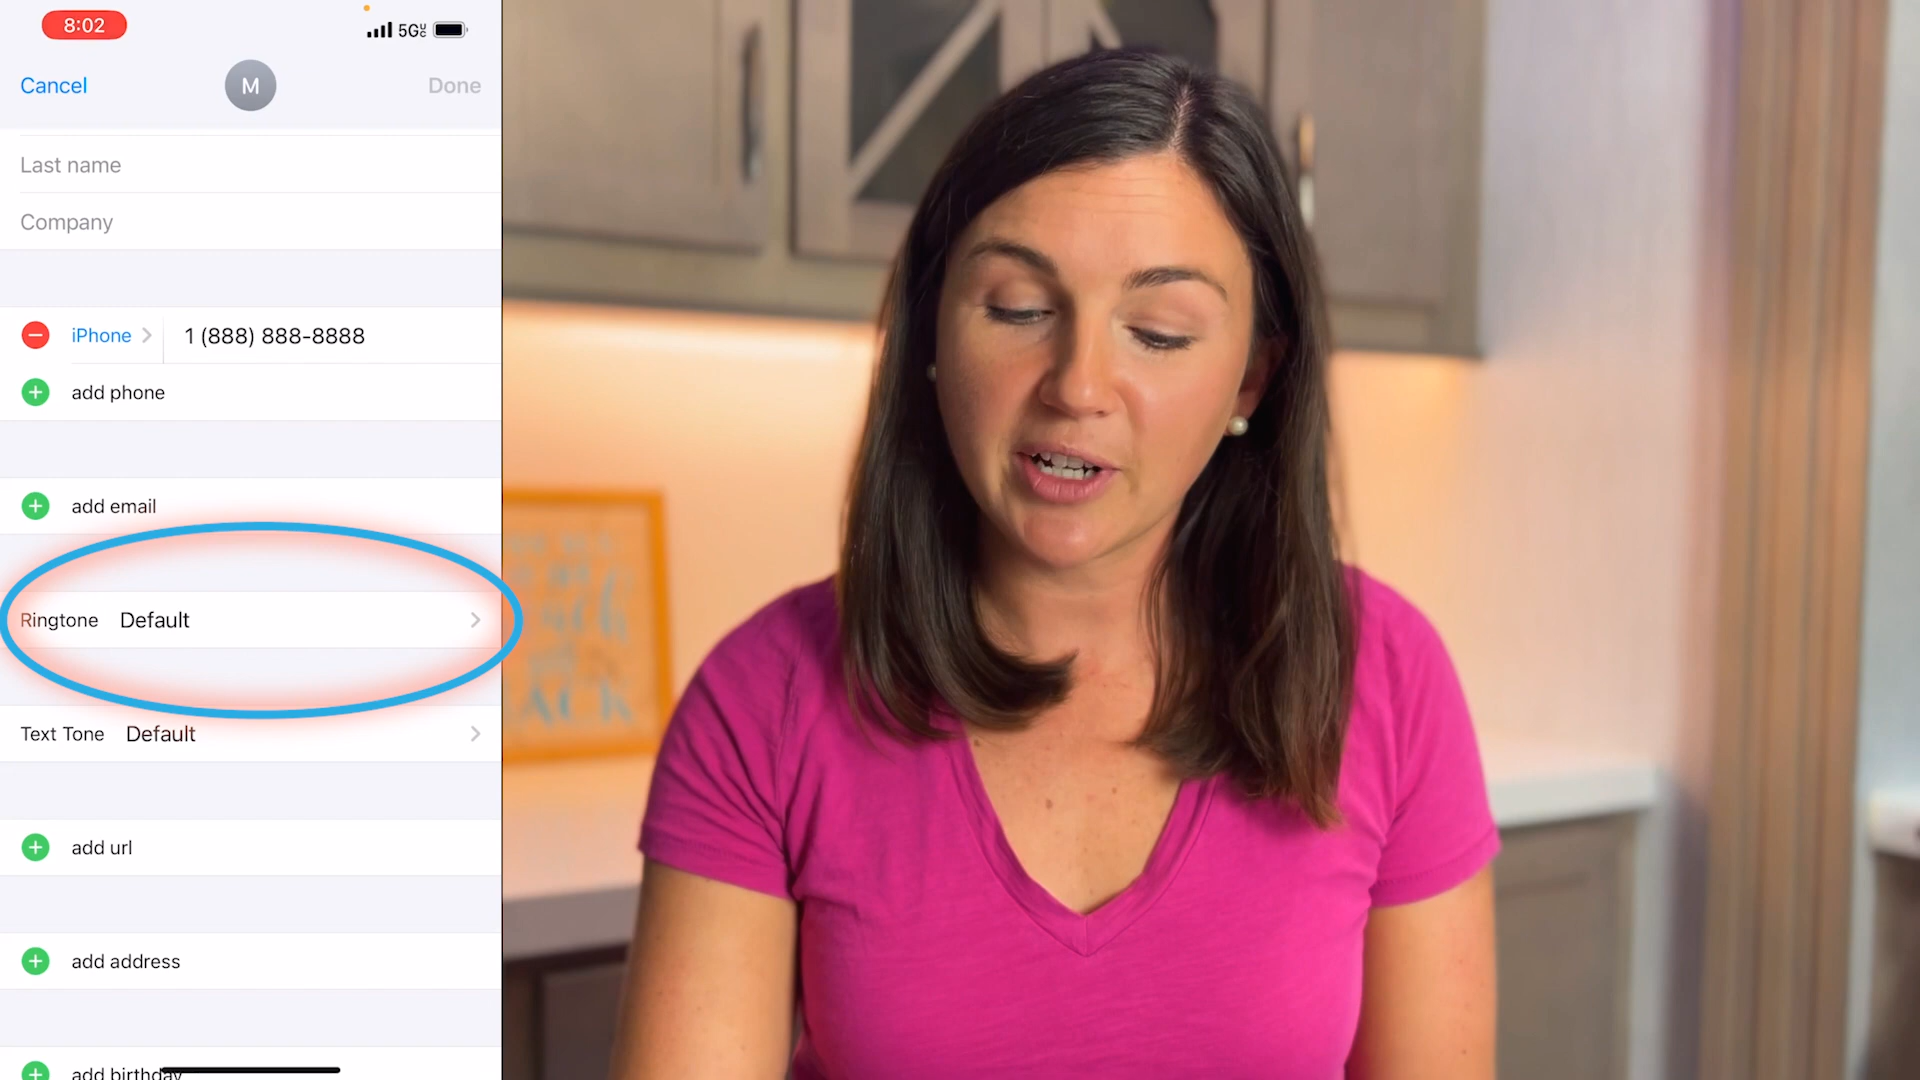 8:02
5G
Cancel
M
Done
Last name
Company
iPhone
1 (888) 888-8888
add phone
add email
Ringtone Default
Text Tone Default
add url
add address
add birthday